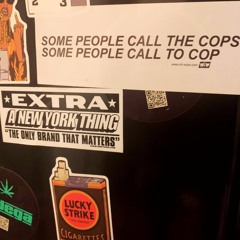 SOME PEOPLE CALL THE COPS
SOME PEOPLE CALL TO COP
EXTRA
A NEW YORK THING
"THE ONLY BRAND THAT MATTERS"
LUCKY
STRIKE
CIGARETTES